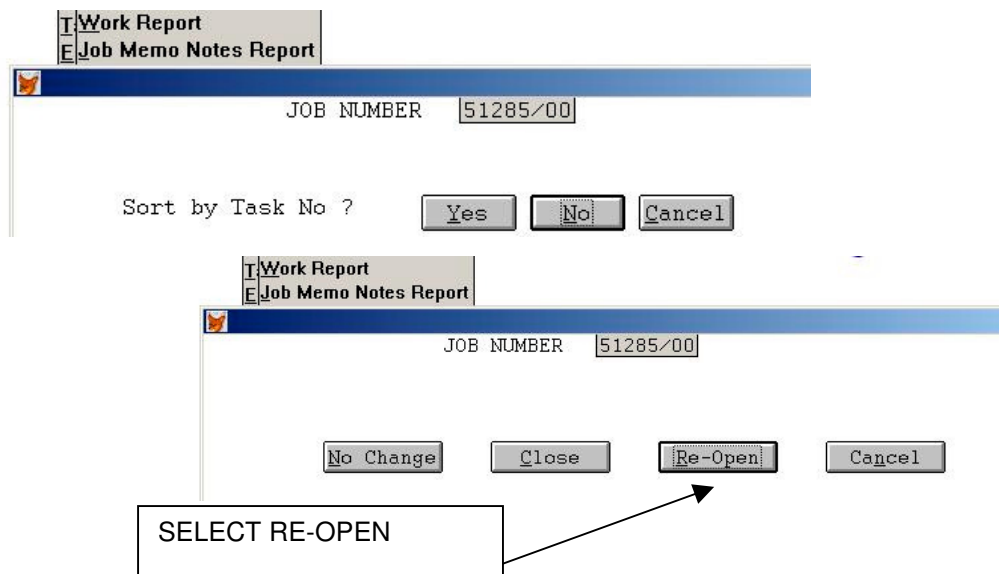 T:Work Report
E Job Memo Notes Report
JOB NUMBER 51285/00
Sort by Task No ? Yes No Cancel
T:Work Report
E Job Memo Notes Report
JOB NUMBER 51285/00
No Change Close Re-Open Cancel
SELECT RE-OPEN